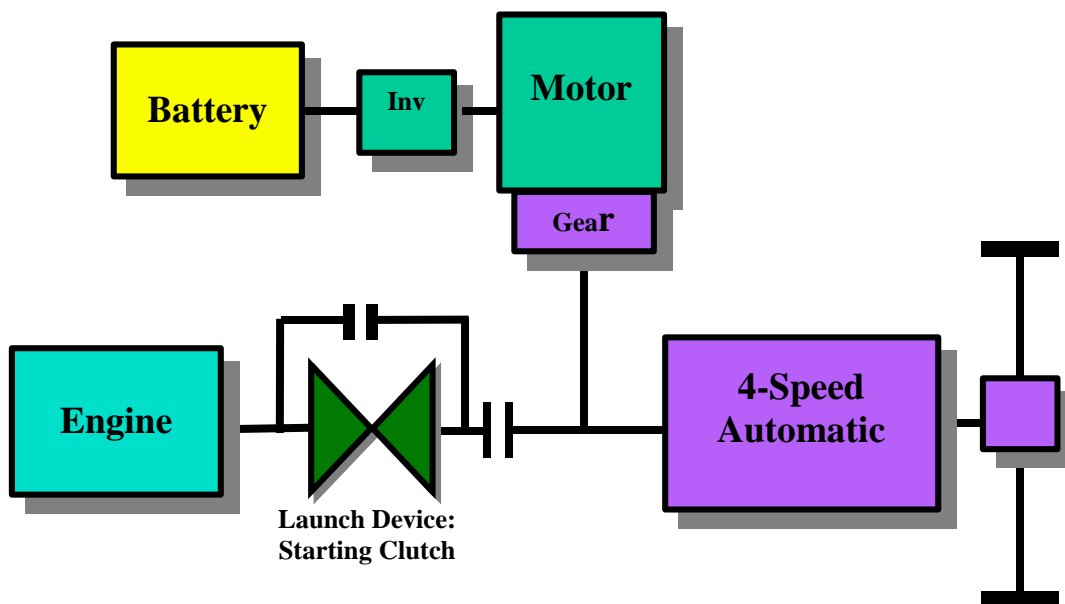 Battery
Inv
Motor
Gear
Engine
4-Speed
Automatic
Launch Device:
Starting Clutch